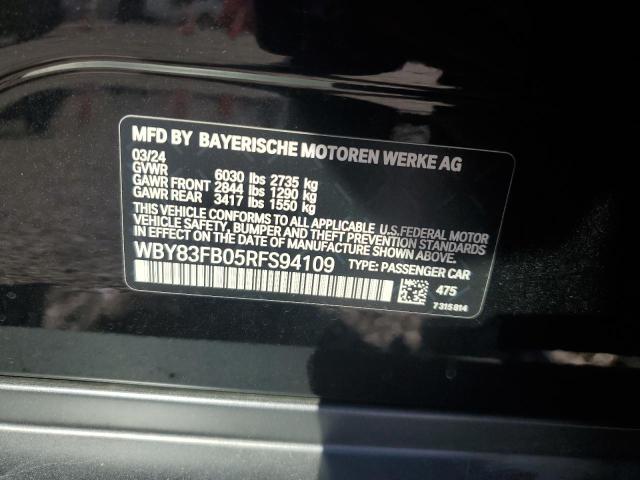 MFD BY BAYERISCHE MOTOREN WERKE AG
03/24
GVWR 6030 lbs 2735 kg
GAWR FRONT 2844 lbs 1290 kg
GAWR REAR 3417 lbs 1550 kg
THIS VEHICLE CONFORMS TO ALL APPLICABLE U.S.FEDERAL MOTOR
VEHICLE SAFETY, BUMPER AND THEFT PREVENTION STANDARDS
IN EFFECT ON THE DATE OF MANUFACTURE SHOWN ABOVE.
WBY83FB05RFS94109 TYPE: PASSENGER CAR
475
7315814